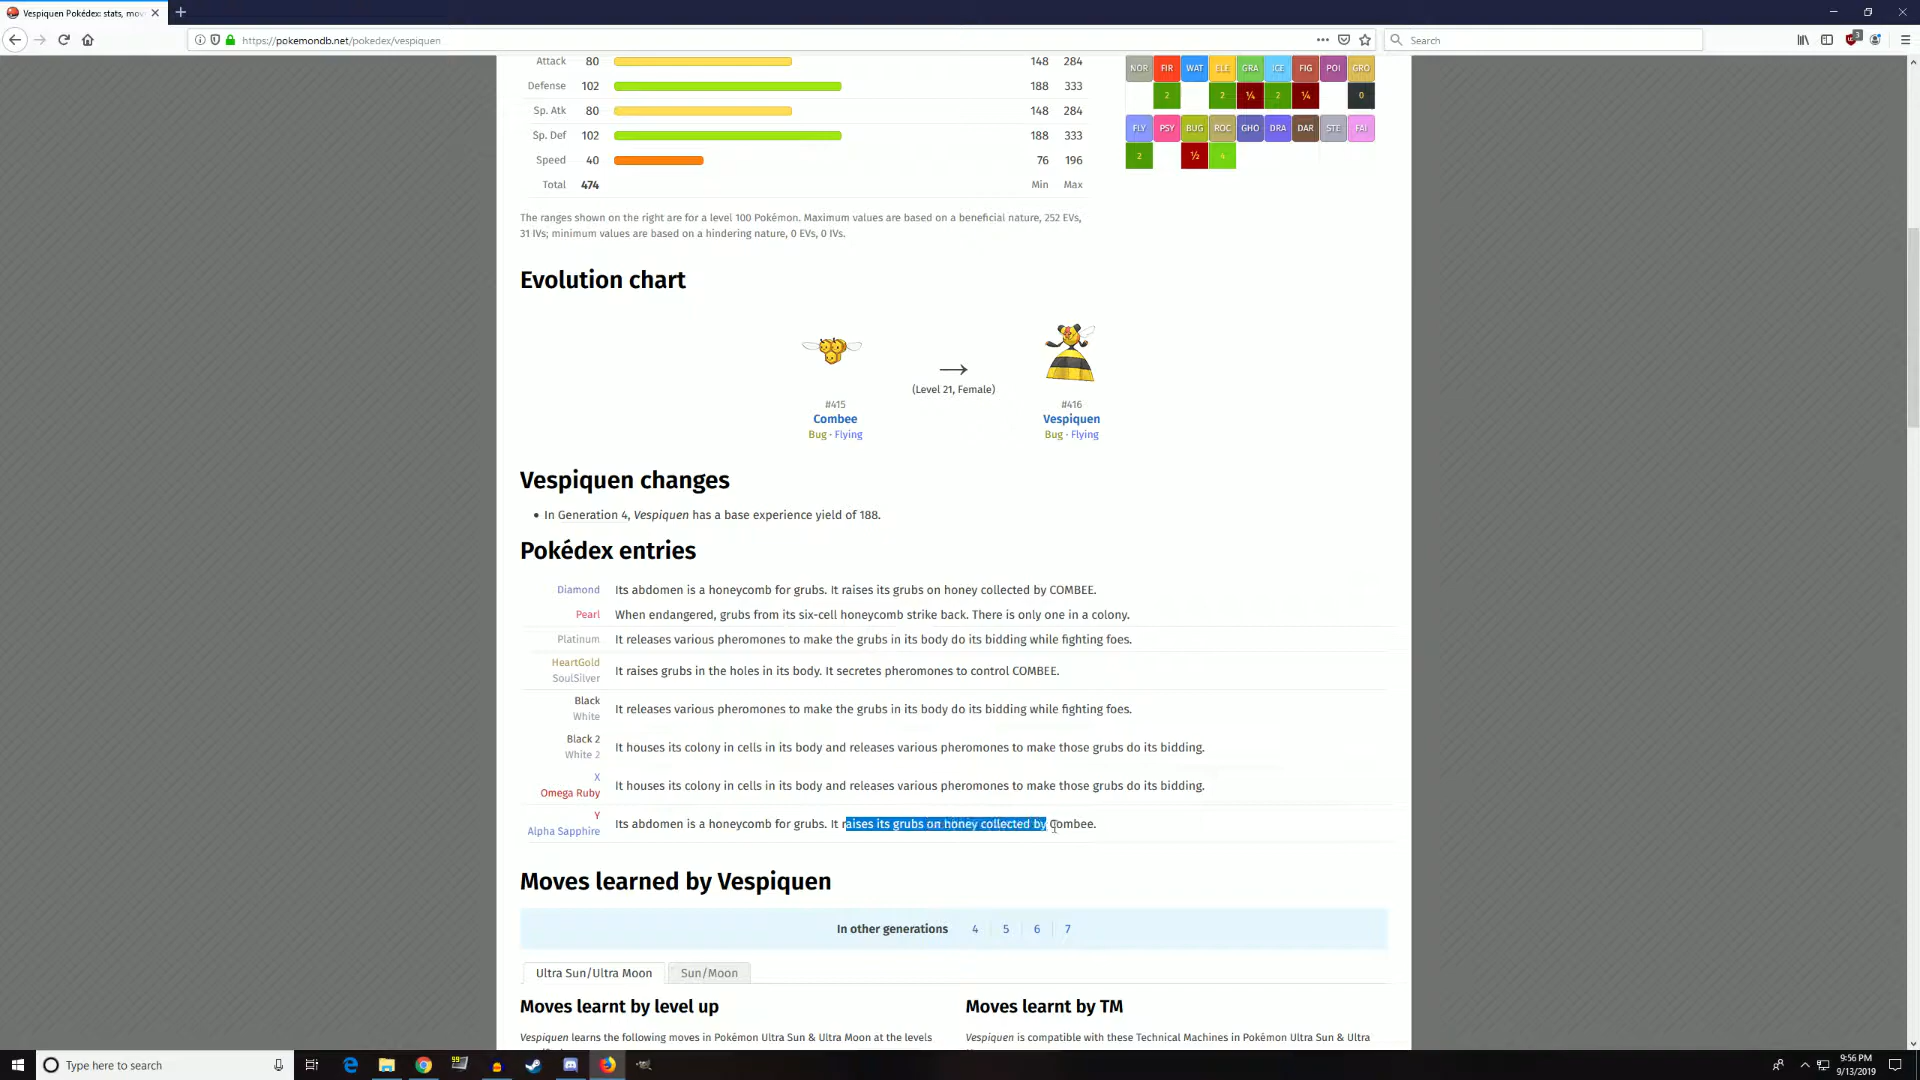 Vespiquen Pokédex: stats, mov
https://pokemondb.net/pokedex/vespiquen
Search
3
Attack 80 148 284
Defense 102 188 333
Sp. Atk 80 148 284
Sp. Def 102 188 333
Speed 40 76 196
Total 474 Min Max
NOR FIR WAT ELE GRA ICE FIG POI GRO
2 2 ¼ 2 ¼ 0
FLY PSY BUG ROC GHO DRA DAR STE FAI
2 ½ 4
The ranges shown on the right are for a level 100 Pokémon. Maximum values are based on a beneficial nature, 252 EVs,
31 IVs; minimum values are based on a hindering nature, 0 EVs, 0 IVs.
Evolution chart
(Level 21, Female)
#415
Combee
Bug · Flying
#416
Vespiquen
Bug · Flying
Vespiquen changes
• In Generation 4, Vespiquen has a base experience yield of 188.
Pokédex entries
Diamond Its abdomen is a honeycomb for grubs. It raises its grubs on honey collected by COMBEE.
Pearl When endangered, grubs from its six-cell honeycomb strike back. There is only one in a colony.
Platinum It releases various pheromones to make the grubs in its body do its bidding while fighting foes.
HeartGold
SoulSilver
It raises grubs in the holes in its body. It secretes pheromones to control COMBEE.
Black
White
It releases various pheromones to make the grubs in its body do its bidding while fighting foes.
Black 2
White 2
It houses its colony in cells in its body and releases various pheromones to make those grubs do its bidding.
X
Omega Ruby
It houses its colony in cells in its body and releases various pheromones to make those grubs do its bidding.
Y
Alpha Sapphire
Its abdomen is a honeycomb for grubs. It raises its grubs on honey collected by Combee.
Moves learned by Vespiquen
In other generations 4 5 6 7
Ultra Sun/Ultra Moon Sun/Moon
Moves learnt by level up
Vespiquen learns the following moves in Pokémon Ultra Sun & Ultra Moon at the levels
Moves learnt by TM
Vespiquen is compatible with these Technical Machines in Pokémon Ultra Sun & Ultra
Type here to search
99
9:56 PM
9/13/2019